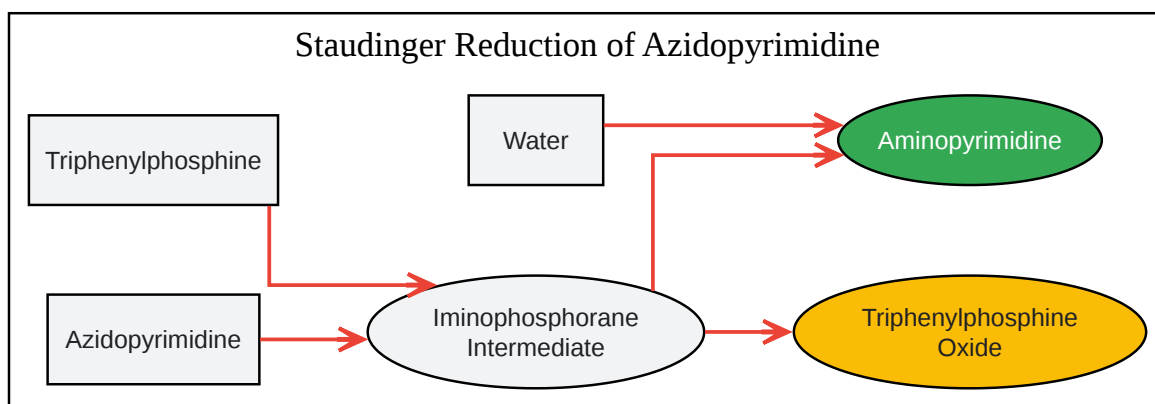 Staudinger Reduction of Azidopyrimidine
Triphenylphosphine
Water
Aminopyrimidine
Azidopyrimidine
Iminophosphorane
Intermediate
Triphenylphosphine
Oxide